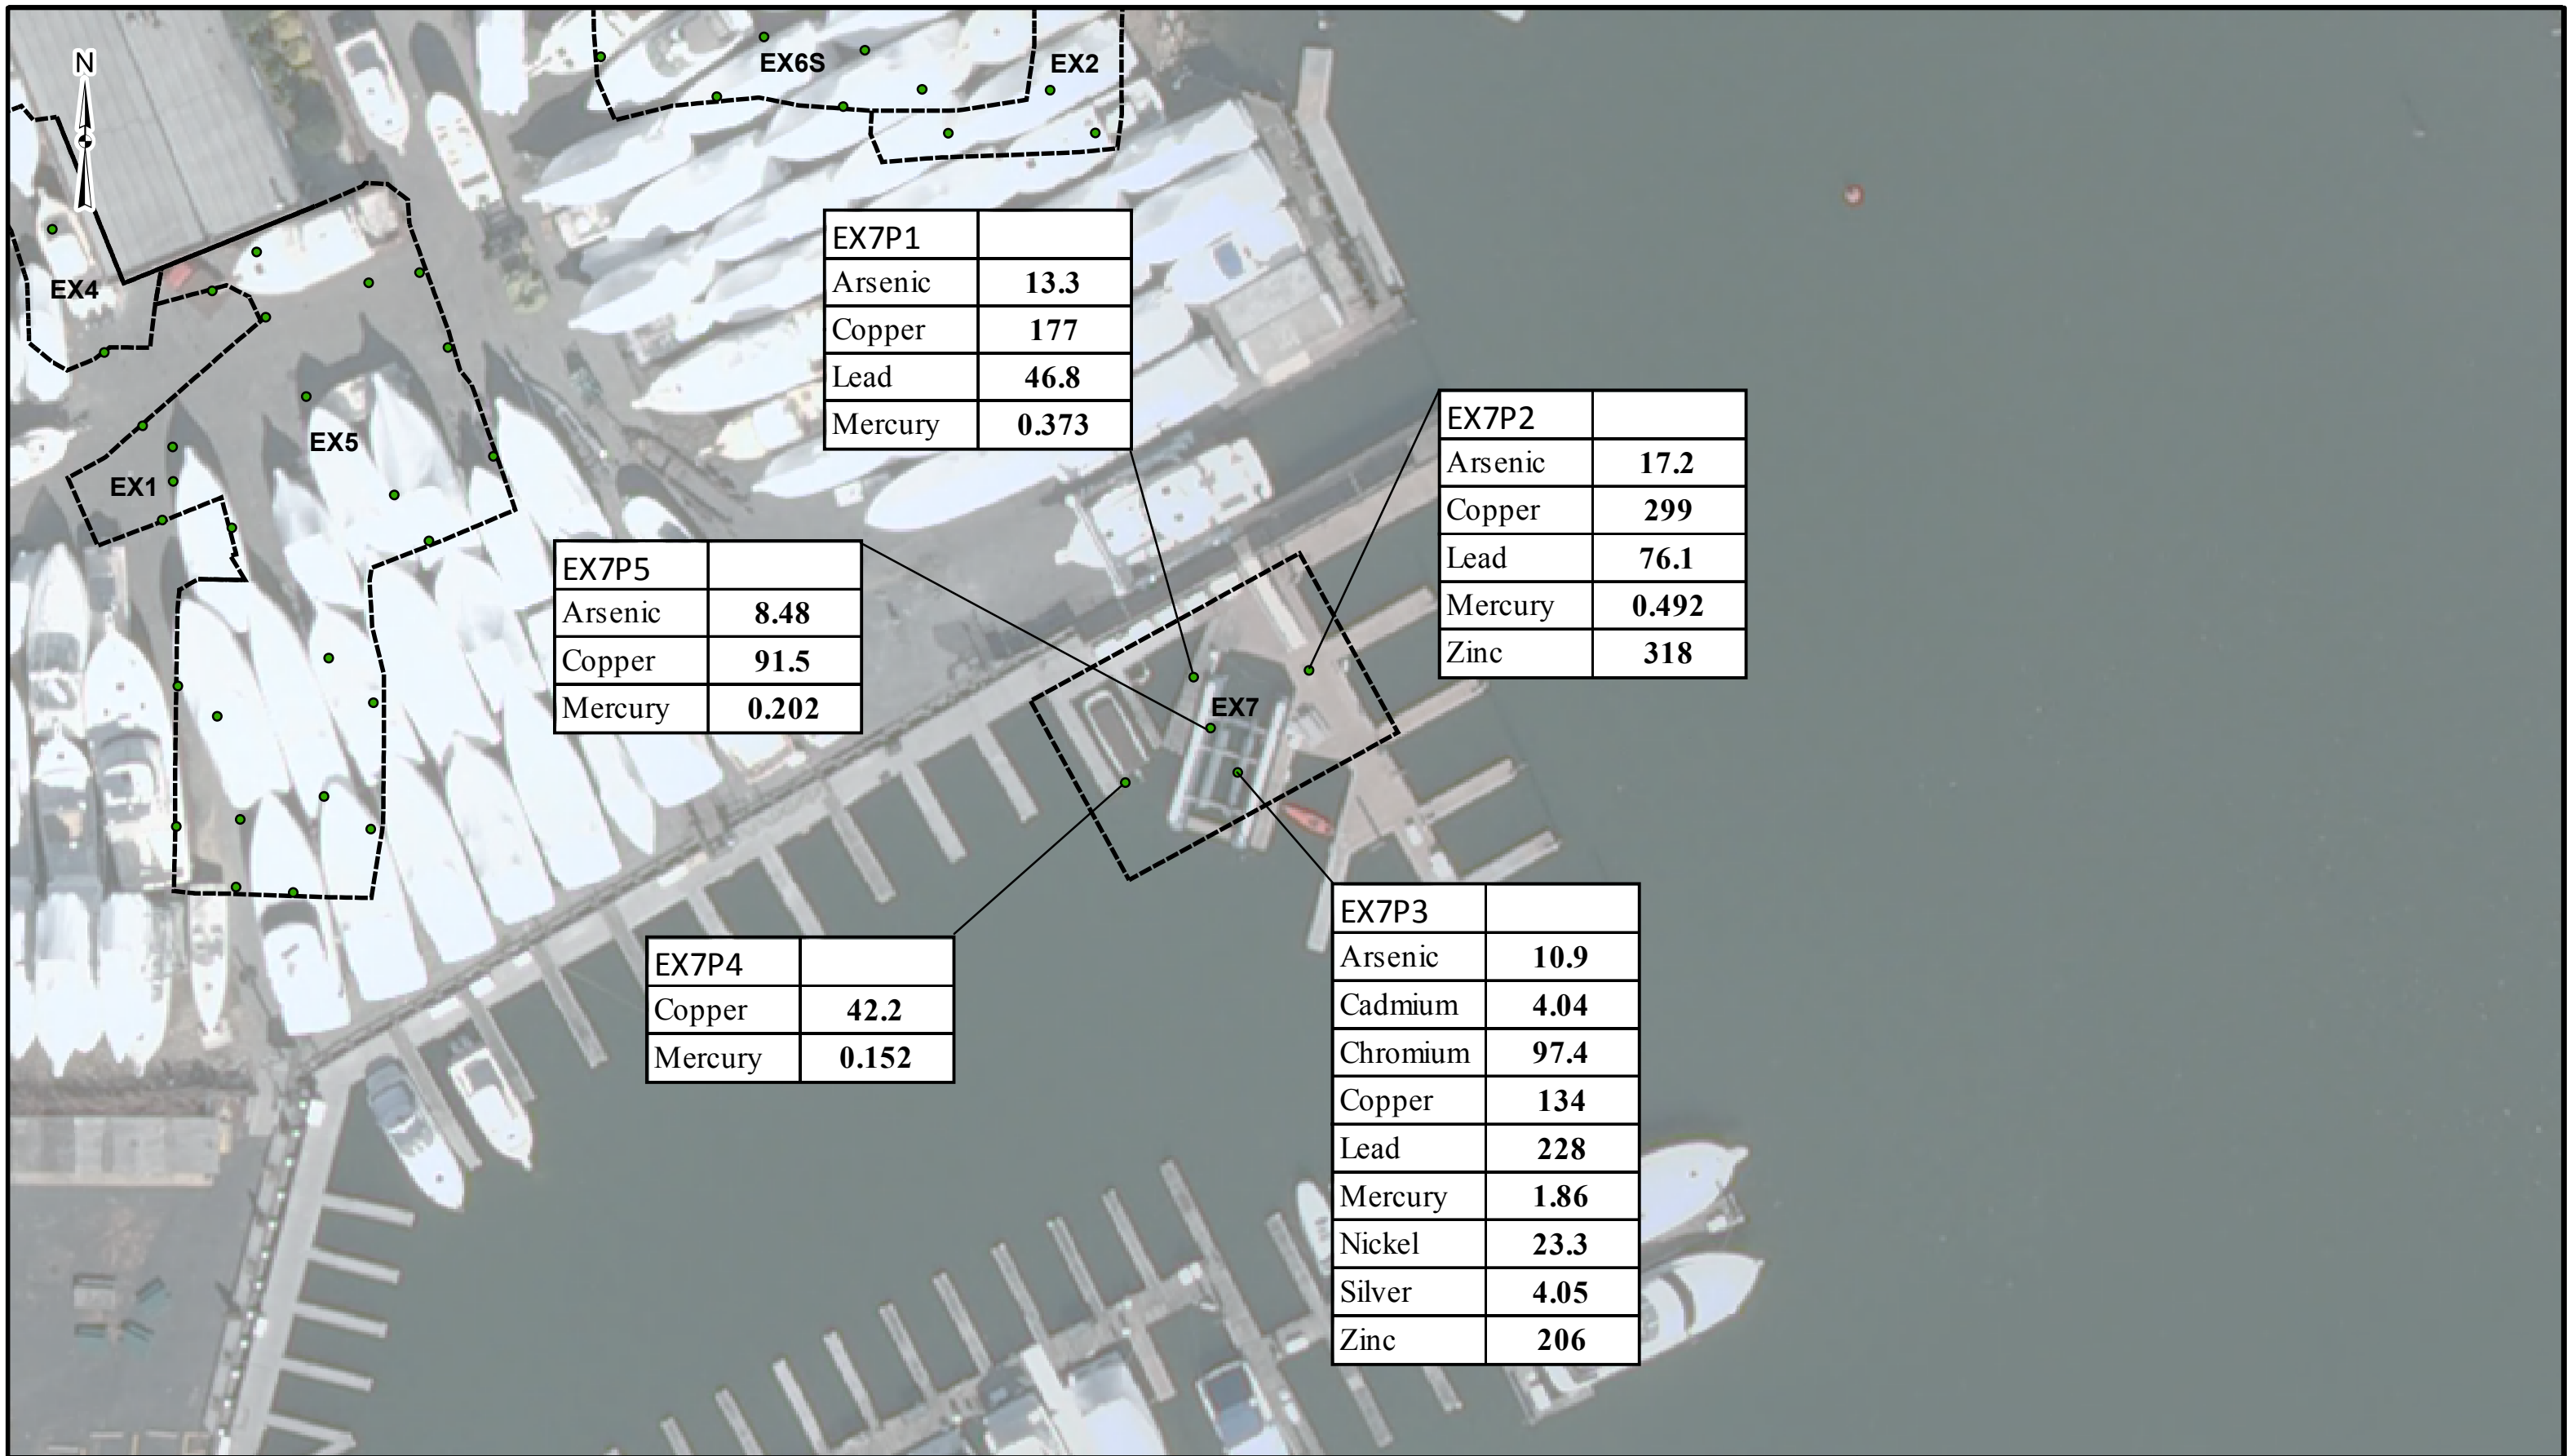 N
EX6S
EX2
EX4
EX5
EX1
EX7P1
Arsenic 13.3
Copper 177
Lead 46.8
Mercury 0.373
EX7P2
Arsenic 17.2
Copper 299
Lead 76.1
Mercury 0.492
Zinc 318
EX7P5
Arsenic 8.48
Copper 91.5
Mercury 0.202
EX7
EX7P4
Copper 42.2
Mercury 0.152
EX7P3
Arsenic 10.9
Cadmium 4.04
Chromium 97.4
Copper 134
Lead 228
Mercury 1.86
Nickel 23.3
Silver 4.05
Zinc 206